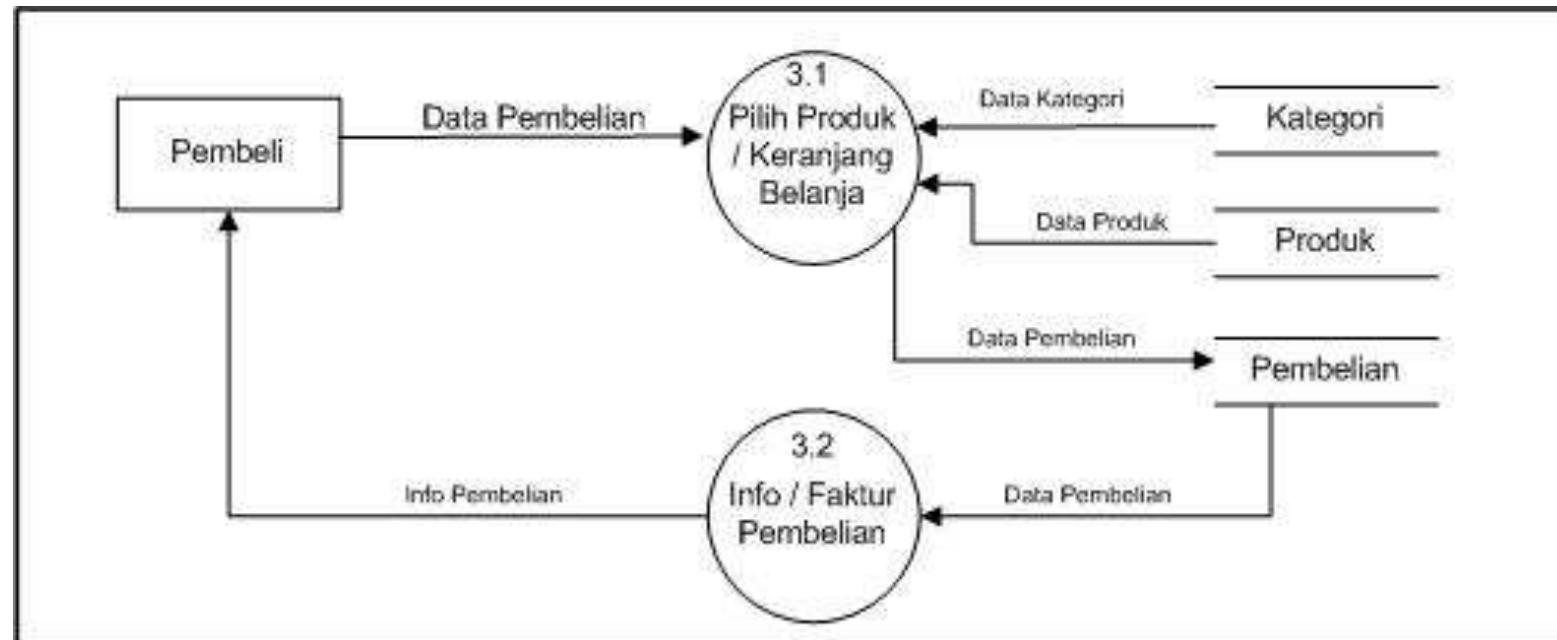 Pembeli
Data Pembelian
3.1
Pilih Produk
/ Keranjang
Belanja
Data Kategori
Kategori
Data Produk
Produk
Data Pembelian
Pembelian
3.2
Info / Faktur
Pembelian
Info Pembelian
Data Pembelian